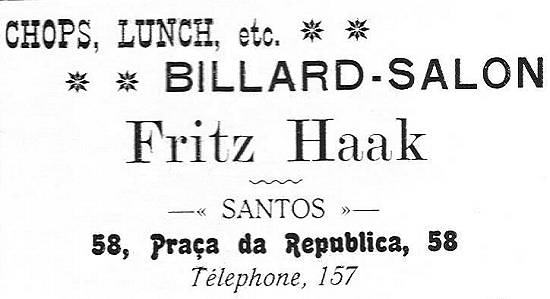 CHOPS, LUNCH, etc.
BILLARD-SALON
Fritz Haak
—« SANTOS »—
58, Praça da Republica, 58
Télephone, 157